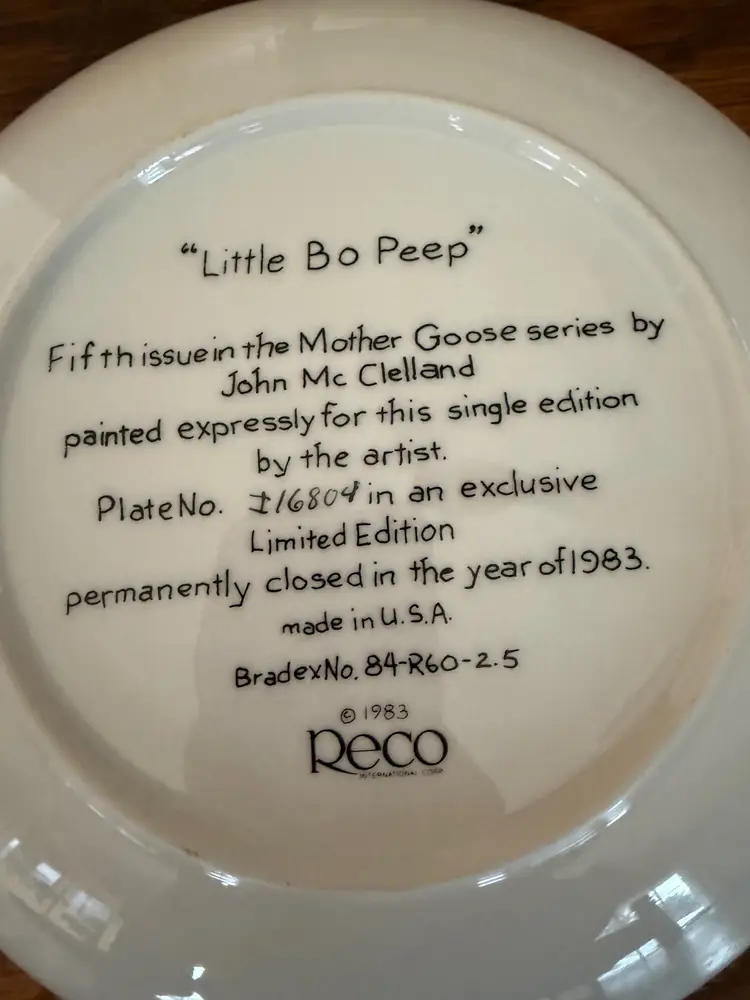 “Little Bo Peep”
Fifth issue in the Mother Goose series by
John Mc Clelland
painted expressly for this single edition
by the artist.
Plate No. I16804 in an exclusive
Limited Edition
permanently closed in the year of 1983.
made in U.S.A.
Bradex No. 84-R60-2.5
© 1983
Reco
INTERNATIONAL CORP.